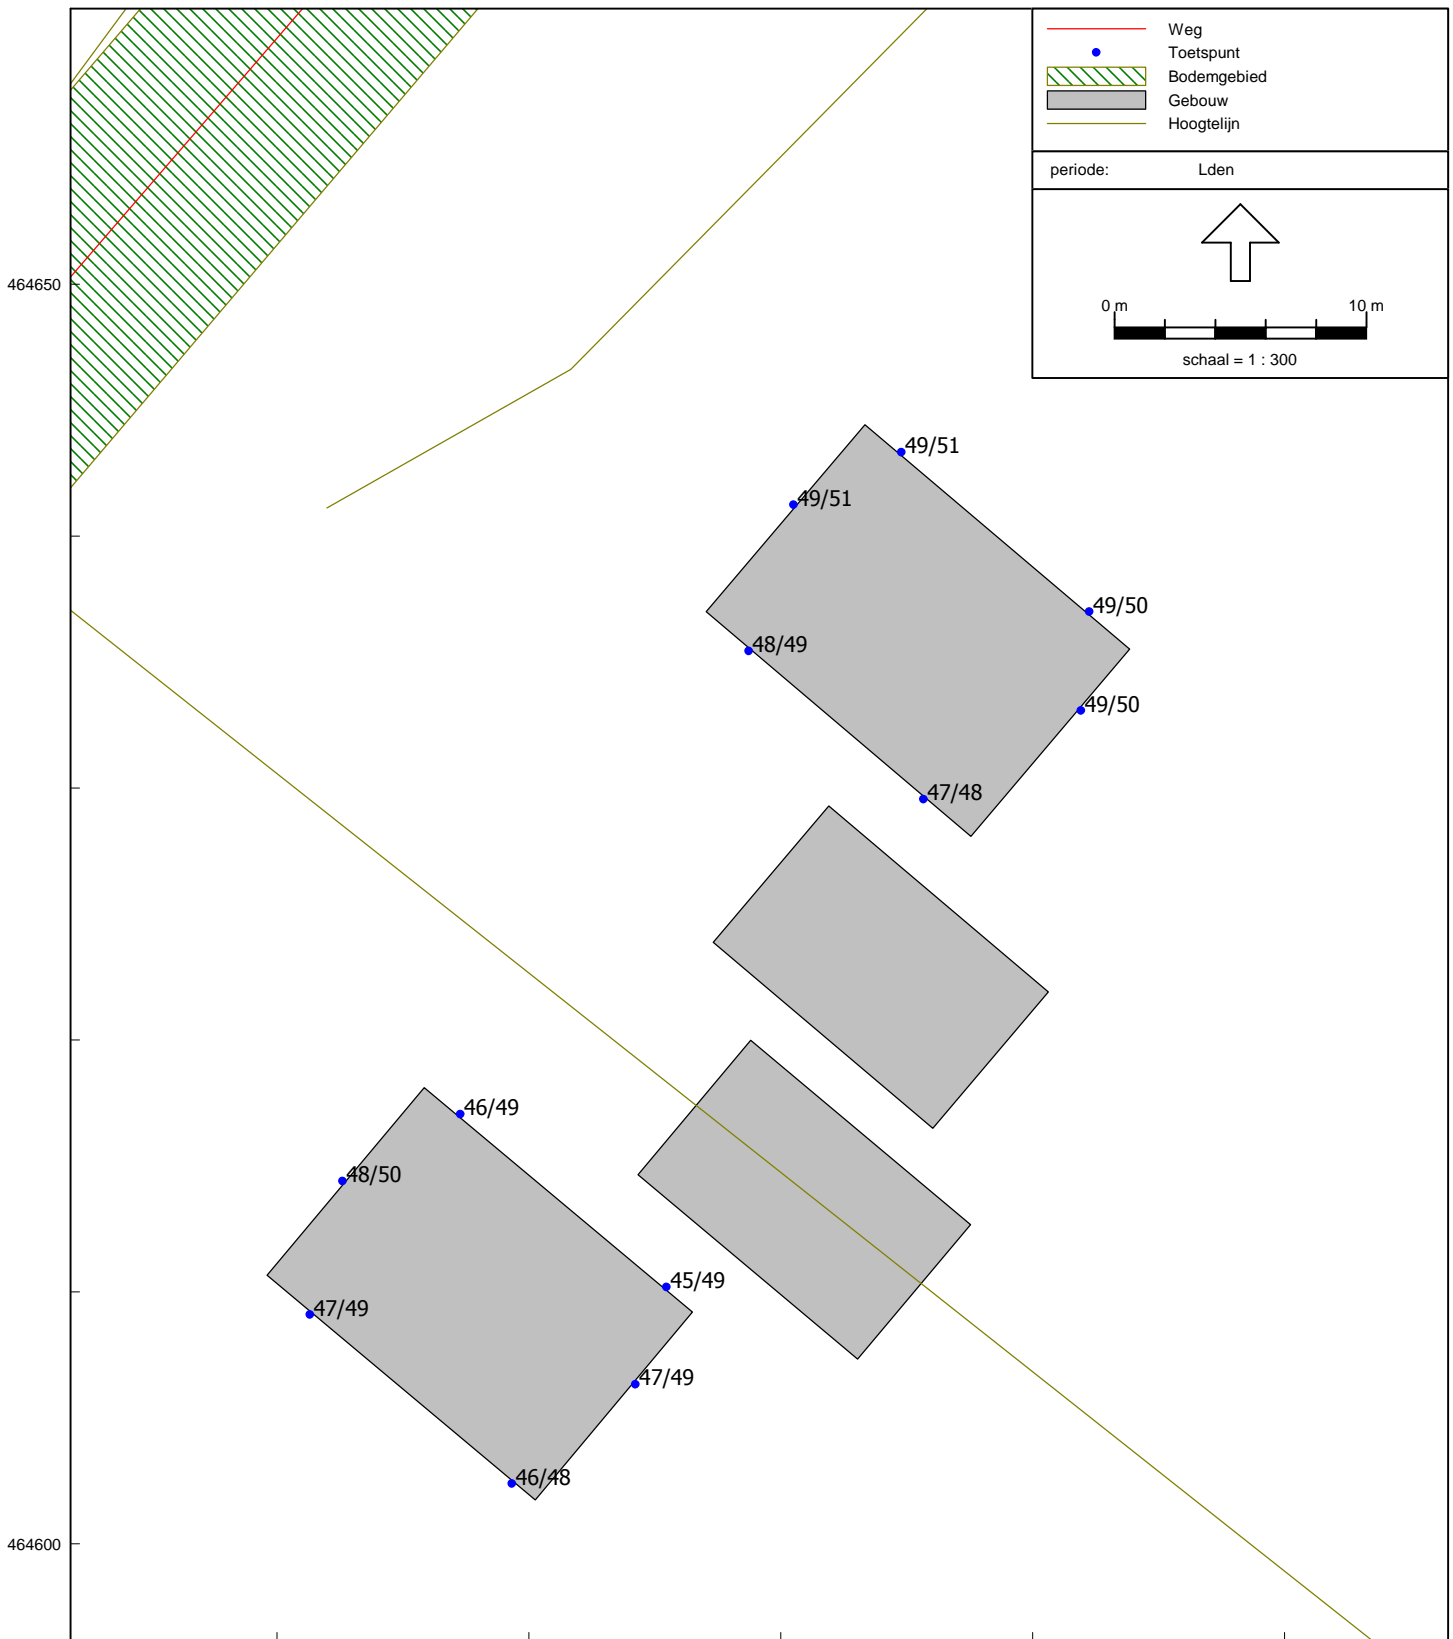 Weg
Toetspunt
Bodemgebied
Gebouw
Hoogtelijn
periode: Lden
0 m 10 m
schaal = 1 : 300
464650
49/51
49/51
49/50
48/49
49/50
47/48
46/49
48/50
45/49
47/49
47/49
46/48
464600